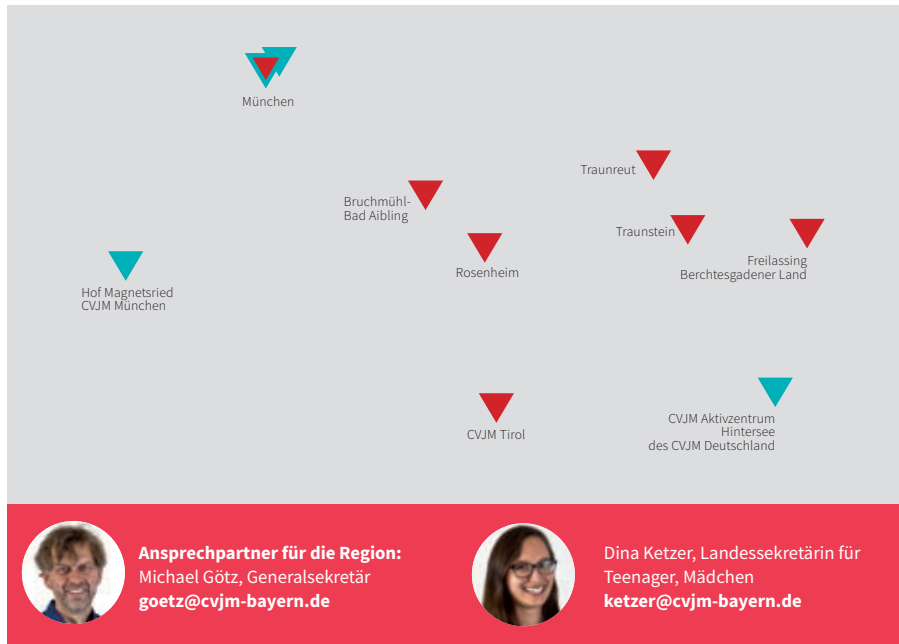 München
Traunreut
Bruchmühl-
Bad Aibling
Traunstein
Rosenheim
Freilassing
Berchtesgadener Land
Hof Magnetsried
CVJM München
CVJM Tirol
CVJM Aktivzentrum
Hintersee
des CVJM Deutschland
Ansprechpartner für die Region:
Michael Götz, Generalsekretär
goetz@cvjm-bayern.de
Dina Ketzer, Landessekretärin für
Teenager, Mädchen
ketzer@cvjm-bayern.de